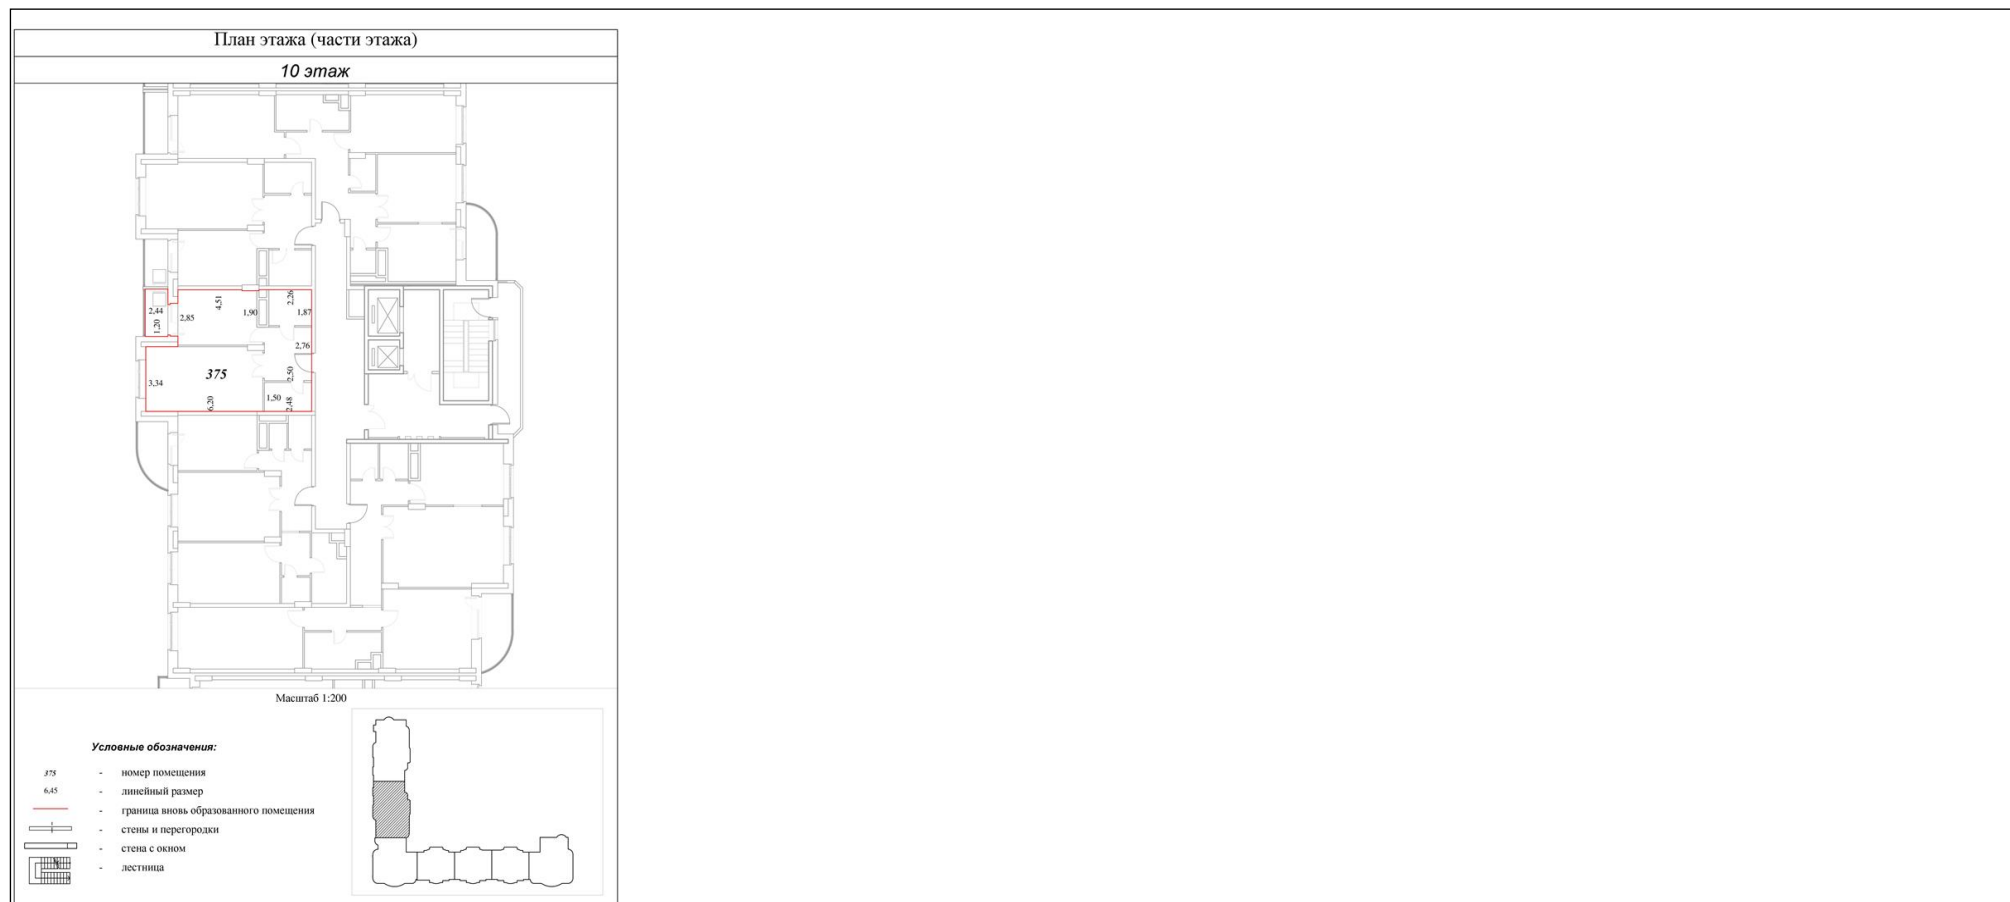 План этажа (части этажа)
10 этаж
2,44
1,20
2,85
4,51
1,90
2,26
1,87
2,76
3,34
375
2,50
6,20
1,50
2,48
Масштаб 1:200
Условные обозначения:
375 - номер помещения
6,45 - линейный размер
- граница вновь образованного помещения
- стены и перегородки
- стена с окном
- лестница